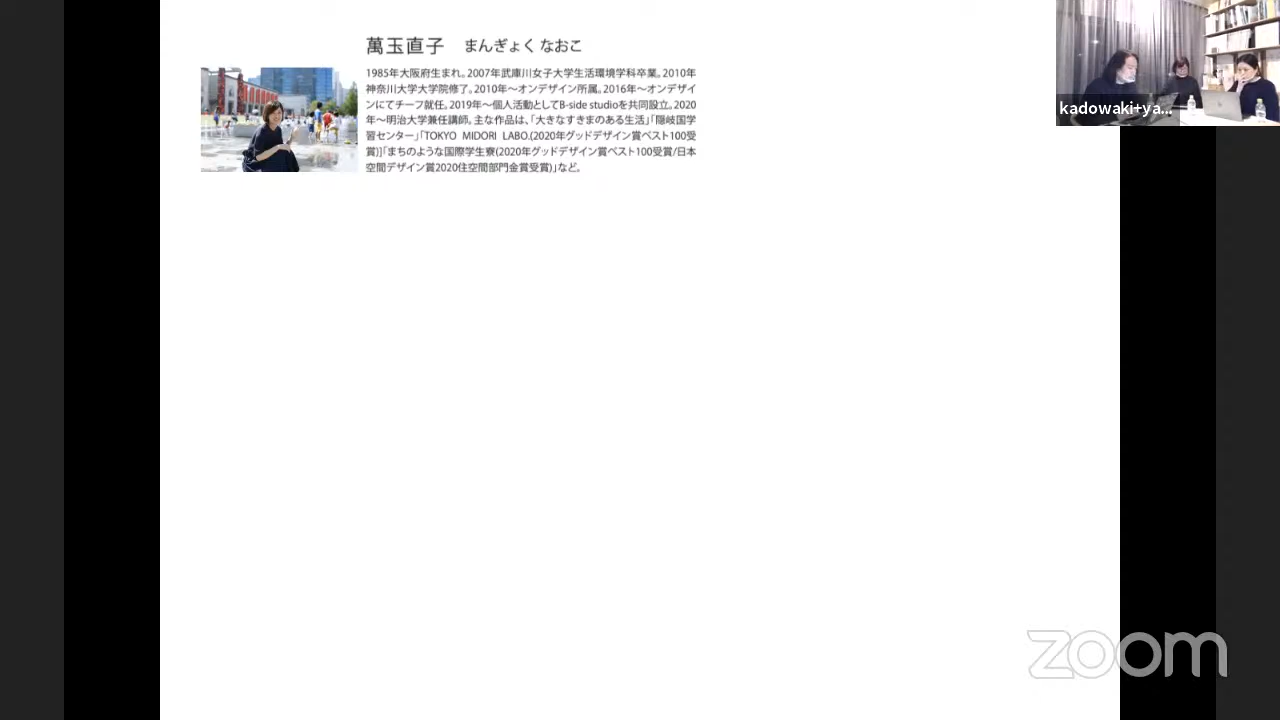 萬玉直子 まんぎょく なおこ
1985年大阪府生まれ。2007年武庫川女子大学生活環境学科卒業。2010年
神奈川大学大学院修了。2010年〜オンデザイン所属。2016年〜オンデザイ
ンにてチーフ就任。2019年〜個人活動としてB-side studioを共同設立。2020
年〜明治大学兼任講師。主な作品は、「大きなすきまのある生活」「隠岐国学
習センター」「TOKYO MIDORI LABO.(2020年グッドデザイン賞ベスト100受
賞)」「まちのような国際学生寮(2020年グッドデザイン賞ベスト100受賞/日本
空間デザイン賞2020住空間部門金賞受賞)」など。
kadowaki+ya...
zoom